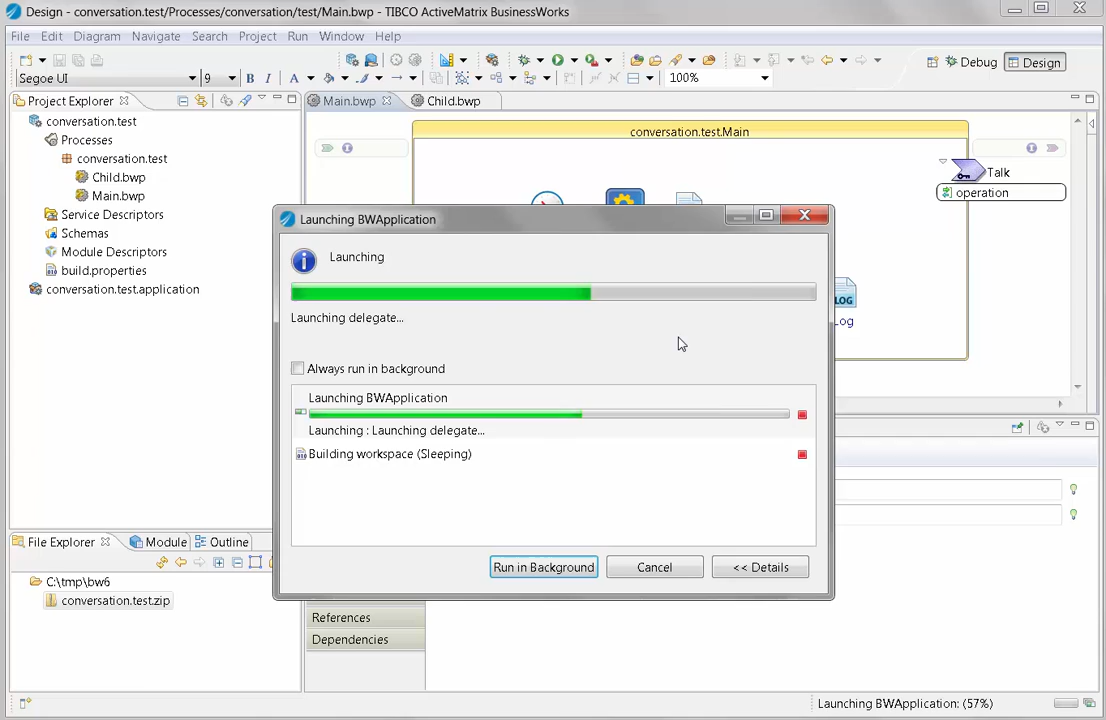 Design - conversation.test/Processes/conversation/test/Main.bwp - TIBCO ActiveMatrix BusinessWorks
File Edit Diagram Navigate Search Project Run Window Help
Debug Design
Segoe UI 9 B I A 100%
Project Explorer
conversation.test
Processes
conversation.test
Child.bwp
Main.bwp
Service Descriptors
Schemas
Module Descriptors
build.properties
conversation.test.application
Main.bwp Child.bwp
conversation.test.Main
Talk
operation
LOG
Log
Launching BWApplication
Launching
Launching delegate...
Always run in background
Launching BWApplication
Launching : Launching delegate...
Building workspace (Sleeping)
Run in Background Cancel << Details
File Explorer Module Outline
C:\tmp\bw6
conversation.test.zip
References
Dependencies
Launching BWApplication: (57%)